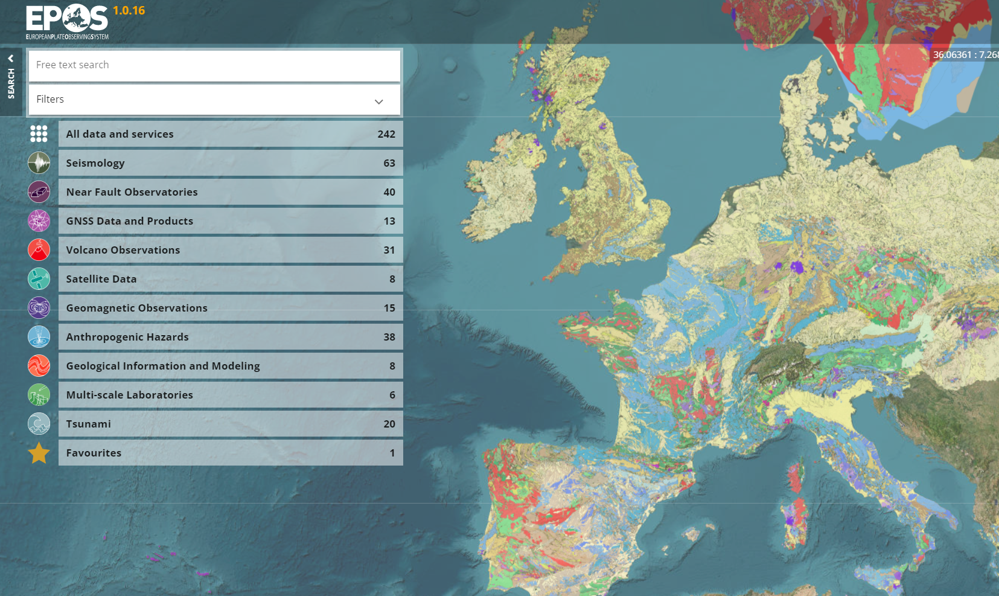 EPOS 1.0.16
EUROPEANPLATEOBSERVINGSYSTEM
SEARCH
Free text search
36.06361 : 7.268
Filters
All data and services 242
Seismology 63
Near Fault Observatories 40
GNSS Data and Products 13
Volcano Observations 31
Satellite Data 8
Geomagnetic Observations 15
Anthropogenic Hazards 38
Geological Information and Modeling 8
Multi-scale Laboratories 6
Tsunami 20
Favourites 1